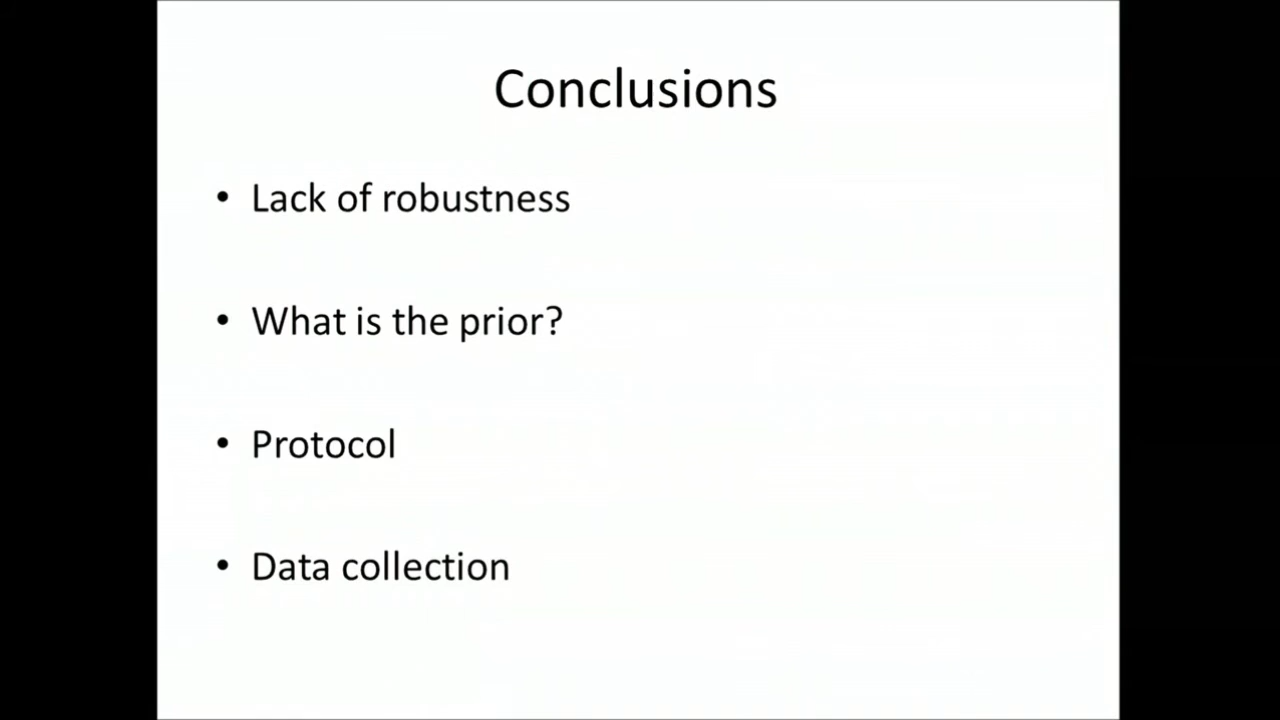 Conclusions
• Lack of robustness
• What is the prior?
• Protocol
• Data collection